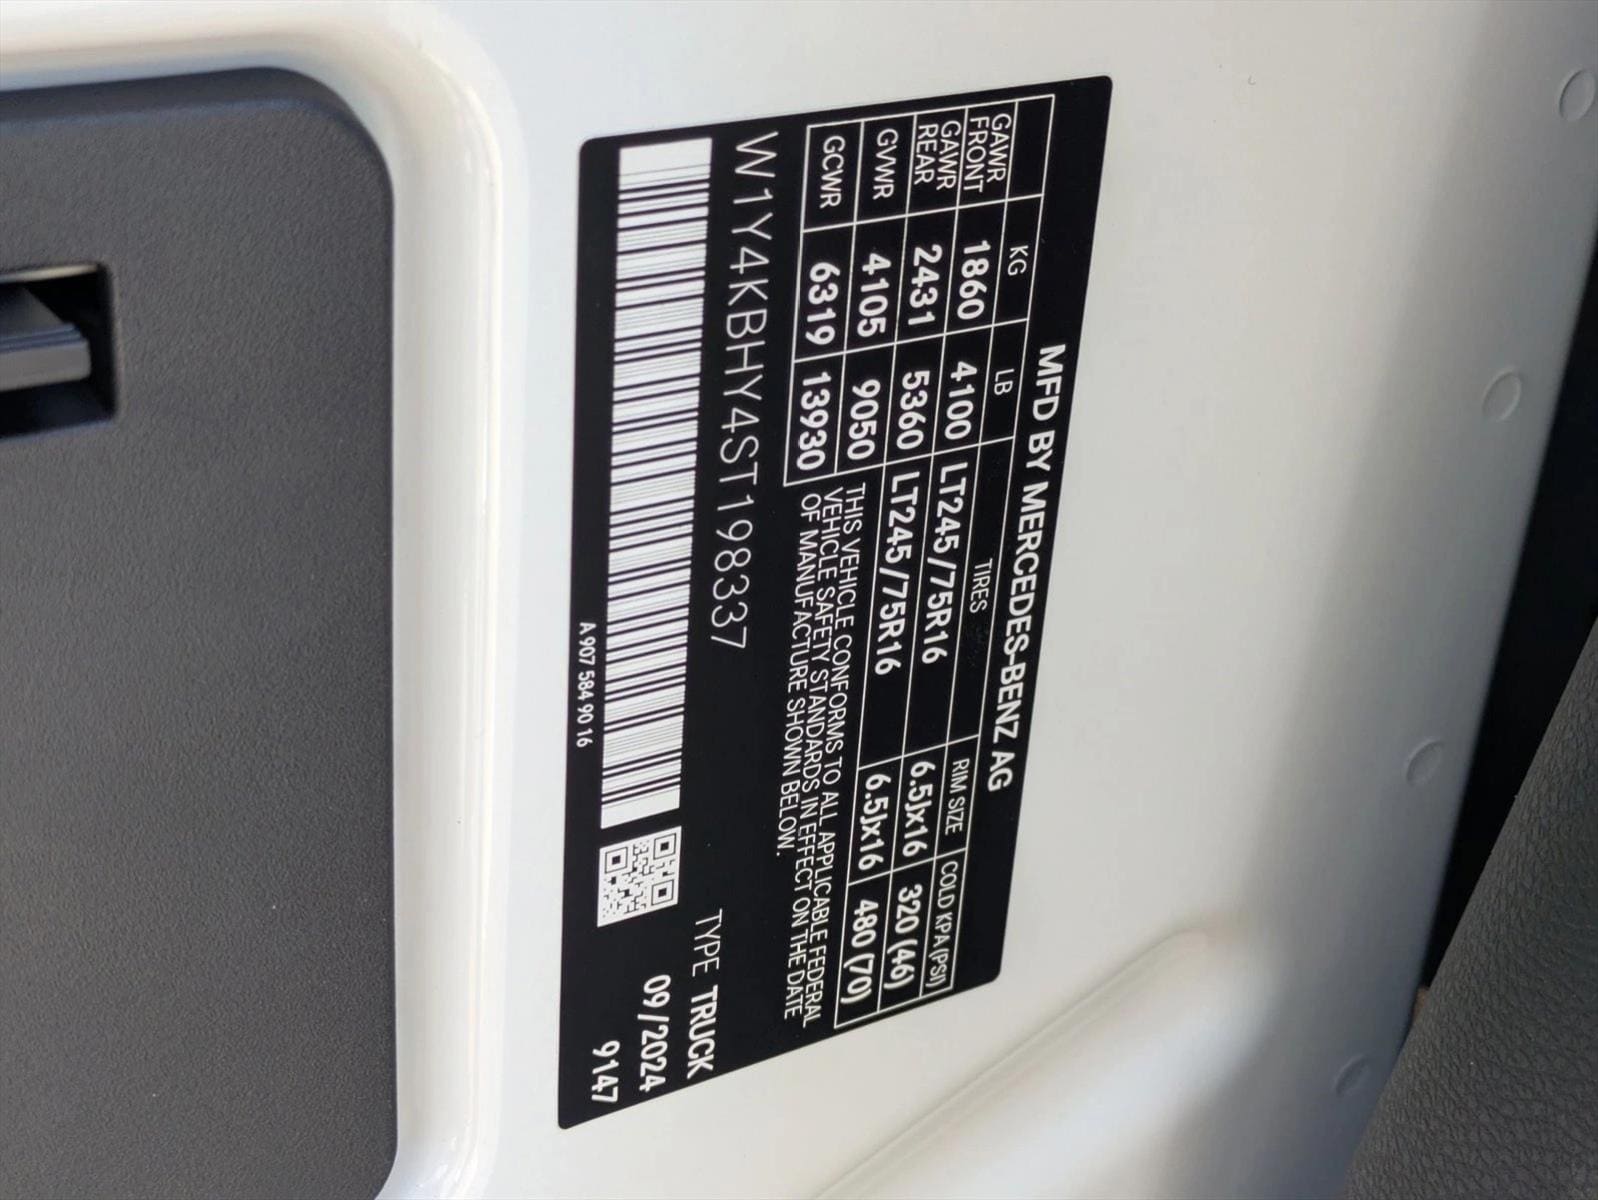 MFD BY MERCEDES-BENZ AG
KG LB TIRES RIM SIZE COLD KPA(PSI)
GAWR FRONT 1860 4100 LT245/75R16 6.5Jx16 320 (46)
GAWR REAR 2431 5360 LT245/75R16 6.5Jx16 480 (70)
GVWR 4105 9050
GCWR 6319 13930
THIS VEHICLE CONFORMS TO ALL APPLICABLE FEDERAL
VEHICLE SAFETY STANDARDS IN EFFECT ON THE DATE
OF MANUFACTURE SHOWN BELOW.
W1Y4KBHY4ST198337
TYPE TRUCK
09/2024
9147
A 907 584 90 16